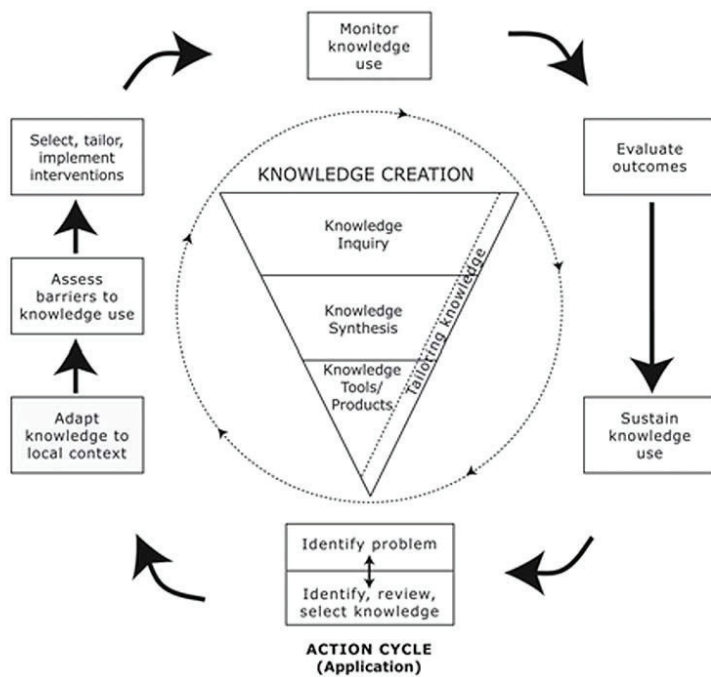 Monitor
knowledge
use
Select, tailor,
implement
interventions
Evaluate
outcomes
KNOWLEDGE CREATION
Knowledge
Inquiry
Assess
barriers to
knowledge use
Knowledge
Synthesis
Tailoring knowledge
Knowledge
Tools/
Products
Adapt
knowledge to
local context
Sustain
knowledge
use
Identify problem
Identify, review,
select knowledge
ACTION CYCLE
(Application)